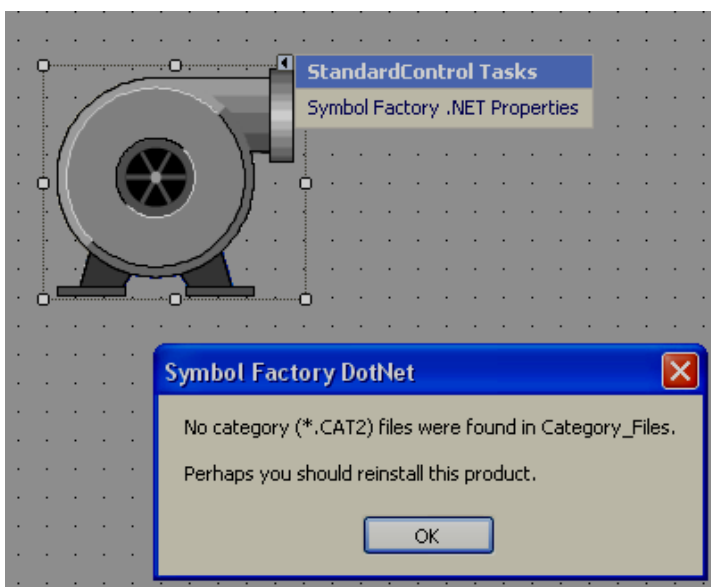 StandardControl Tasks
Symbol Factory .NET Properties
Symbol Factory DotNet
No category (*.CAT2) files were found in Category_Files.
Perhaps you should reinstall this product.
OK